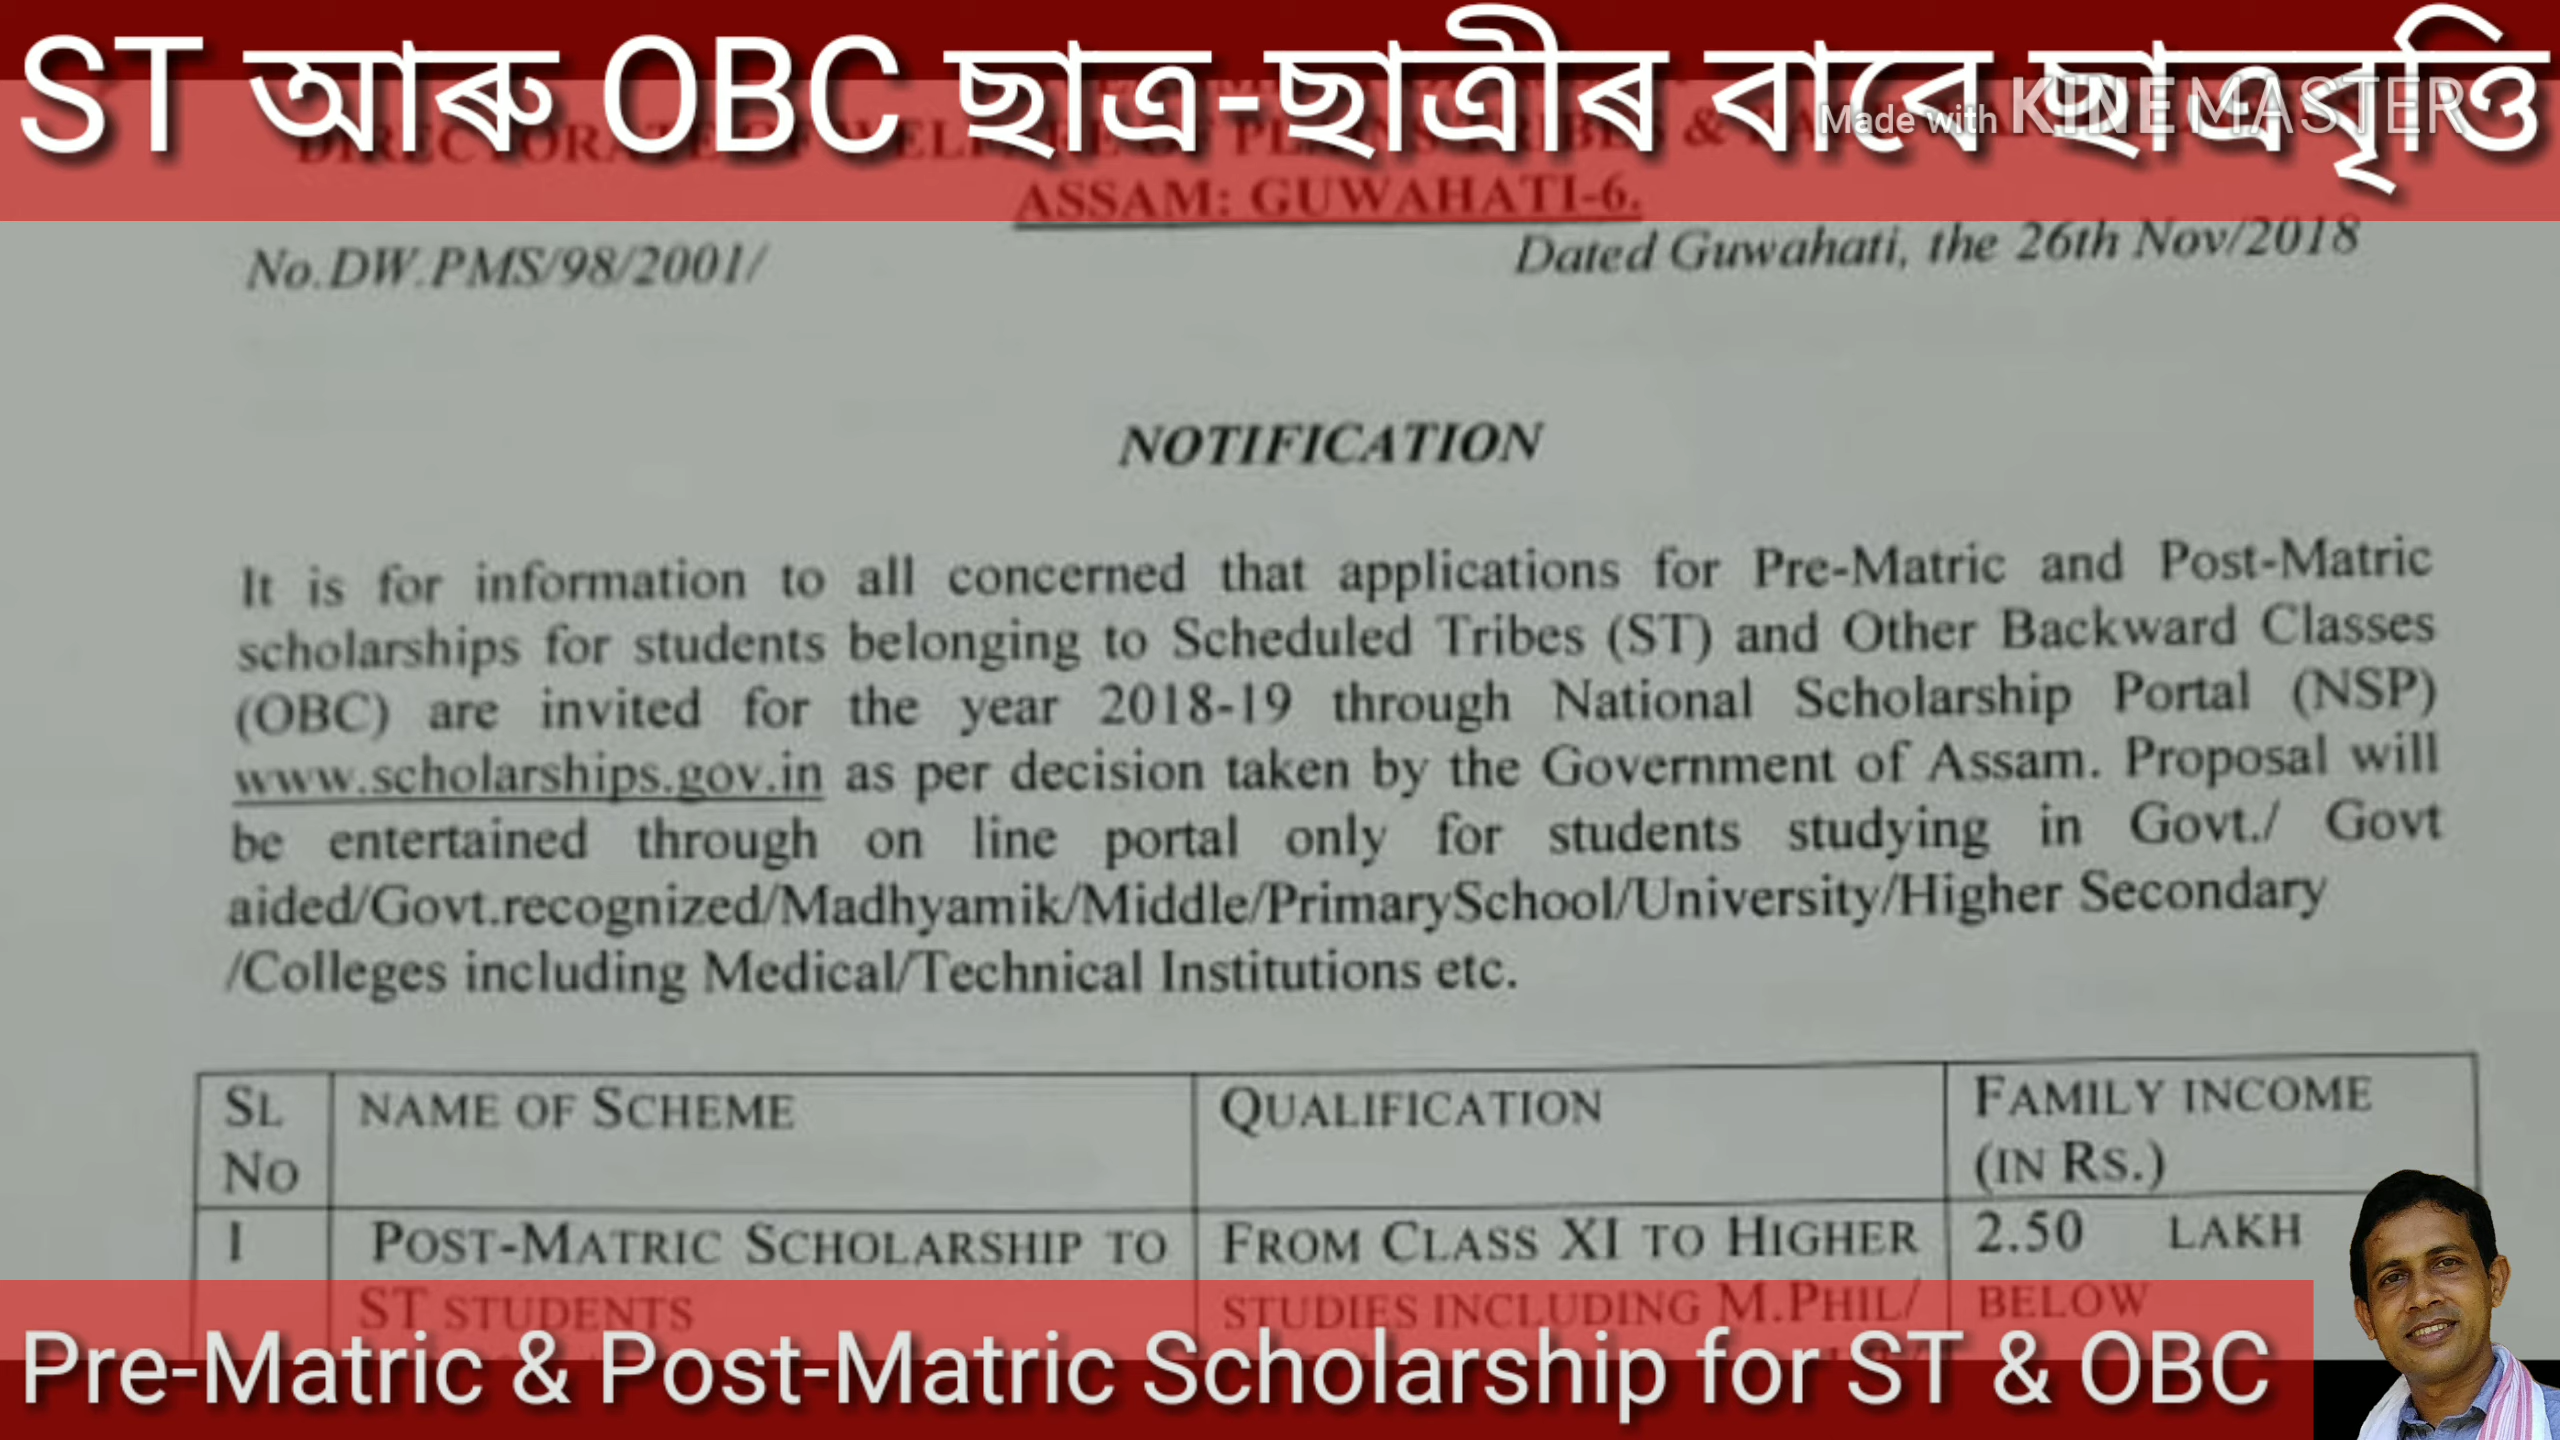 ST আৰু OBC ছাত্ৰ-ছাত্ৰীৰ বাবে ছাত্ৰবৃত্তি
Made with KINEMASTER
DIRECTORATE OF WELFARE OF PLAINS TRIBES &
ASSAM: GUWAHATI-6.
No.DW.PMS/98/2001/ Dated Guwahati, the 26th Nov/2018
NOTIFICATION
It is for information to all concerned that applications for Pre-Matric and Post-Matric
scholarships for students belonging to Scheduled Tribes (ST) and Other Backward Classes
(OBC) are invited for the year 2018-19 through National Scholarship Portal (NSP)
www.scholarships.gov.in as per decision taken by the Government of Assam. Proposal will
be entertained through on line portal only for students studying in Govt./ Govt
aided/Govt.recognized/Madhyamik/Middle/PrimarySchool/University/Higher Secondary
/Colleges including Medical/Technical Institutions etc.
SL NAME OF SCHEME QUALIFICATION FAMILY INCOME
NO (IN RS.)
1 POST-MATRIC SCHOLARSHIP TO FROM CLASS XI TO HIGHER 2.50 LAKH
ST STUDENTS STUDIES INCLUDING M.PHIL/ BELOW
Pre-Matric & Post-Matric Scholarship for ST & OBC